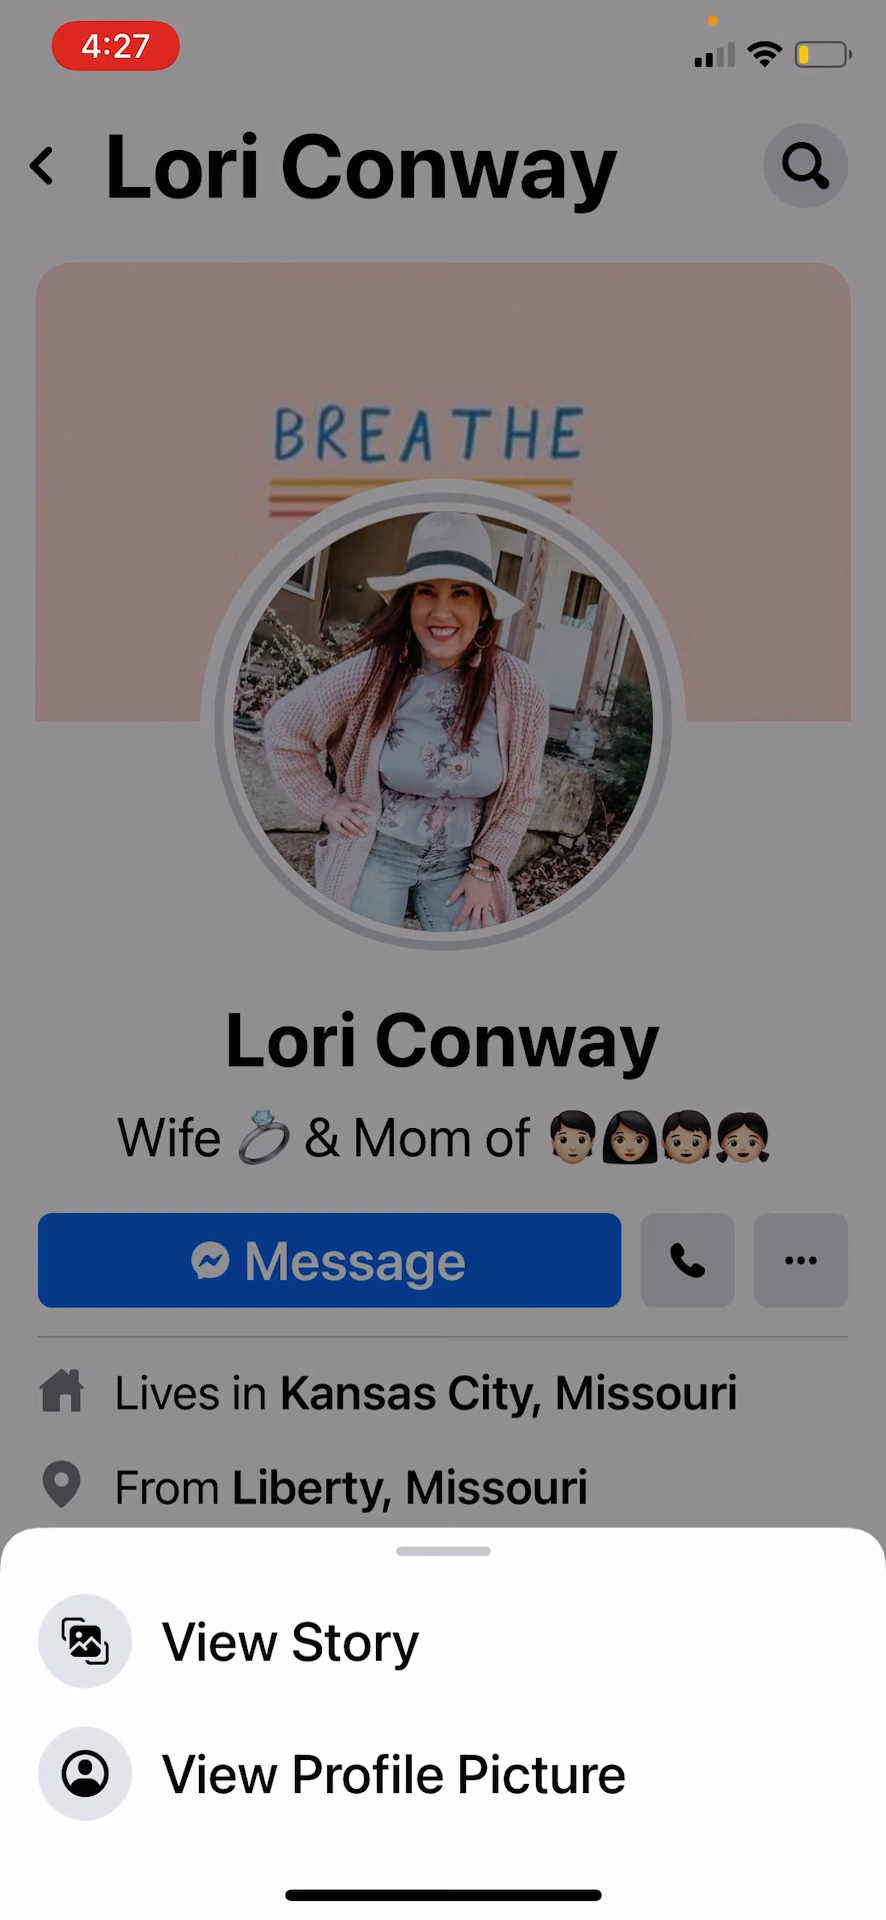 4:27
Lori Conway
BREATHE
Lori Conway
Wife 💍 & Mom of 👦🏻👩🏻👦🏻👧🏻
Message
Lives in Kansas City, Missouri
From Liberty, Missouri
View Story
View Profile Picture